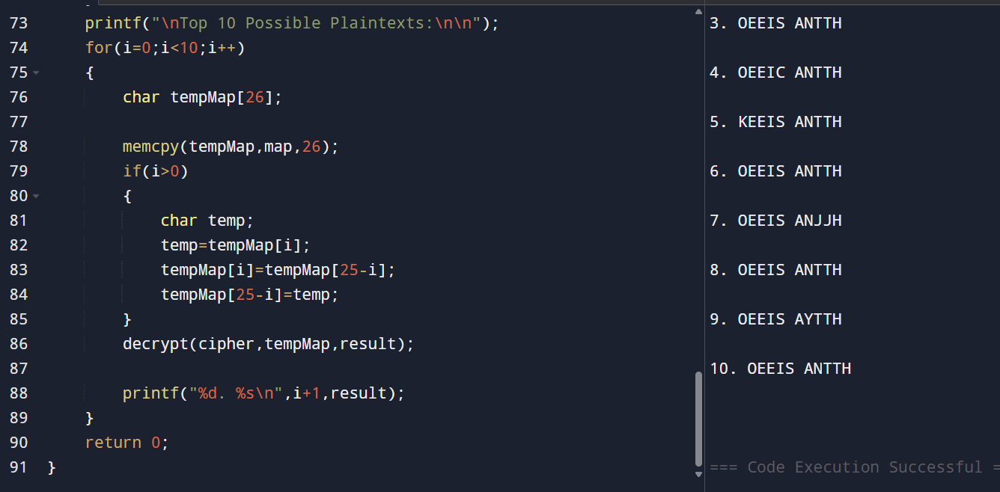 73 printf("\nTop 10 Possible Plaintexts:\n\n");
74 for(i=0;i<10;i++)
75 {
76 char tempMap[26];
77
78 memcpy(tempMap,map,26);
79 if(i>0)
80 {
81 char temp;
82 temp=tempMap[i];
83 tempMap[i]=tempMap[25-i];
84 tempMap[25-i]=temp;
85 }
86 decrypt(cipher,tempMap,result);
87
88 printf("%d. %s\n",i+1,result);
89 }
90 return 0;
91 }
3. OEEIS ANTTH
4. OEEIC ANTTH
5. KEEIS ANTTH
6. OEEIS ANTTH
7. OEEIS ANJJH
8. OEEIS ANTTH
9. OEEIS AYTTH
10. OEEIS ANTTH
=== Code Execution Successful =